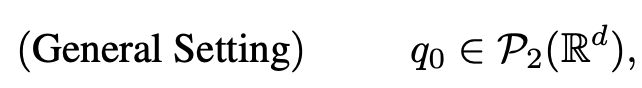 (General Setting) q₀ ∈ 𝒫₂(ℝᵈ),